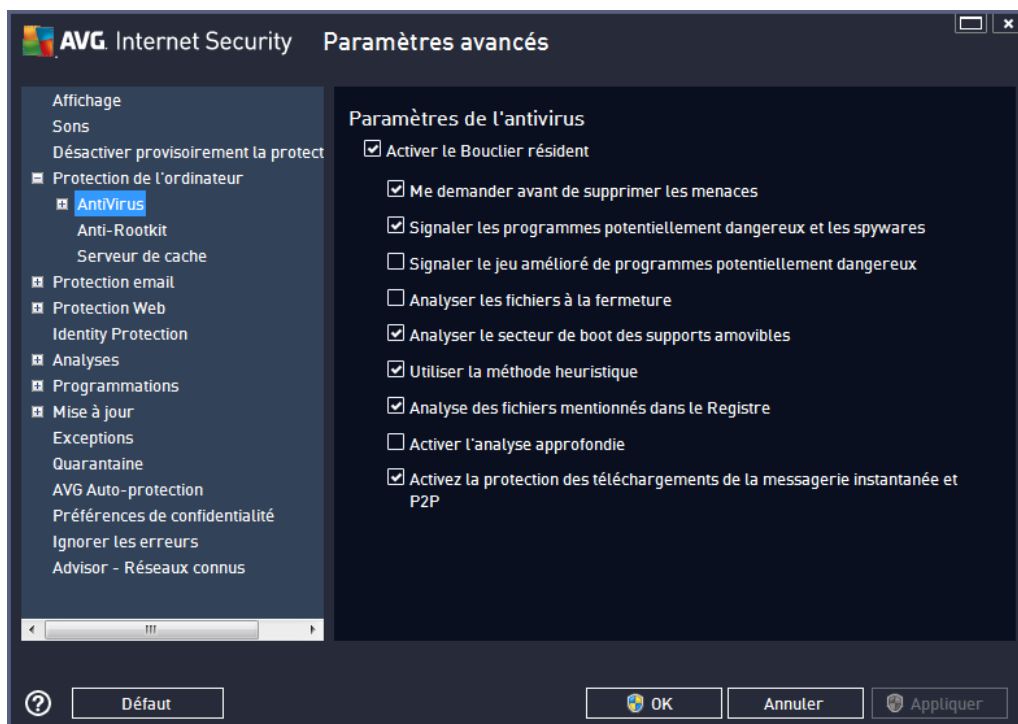 AVG. Internet Security Paramètres avancés
Affichage
Sons
Désactiver provisoirement la protect
Protection de l'ordinateur
AntiVirus
Anti-Rootkit
Serveur de cache
Protection email
Protection Web
Identity Protection
Analyses
Programmations
Mise à jour
Exceptions
Quarantaine
AVG Auto-protection
Préférences de confidentialité
Ignorer les erreurs
Advisor - Réseaux connus
Paramètres de l'antivirus
Activer le Bouclier résident
Me demander avant de supprimer les menaces
Signaler les programmes potentiellement dangereux et les spywares
Signaler le jeu amélioré de programmes potentiellement dangereux
Analyser les fichiers à la fermeture
Analyser le secteur de boot des supports amovibles
Utiliser la méthode heuristique
Analyse des fichiers mentionnés dans le Registre
Activer l'analyse approfondie
Activez la protection des téléchargements de la messagerie instantanée et
P2P
Défaut
OK
Annuler
Appliquer